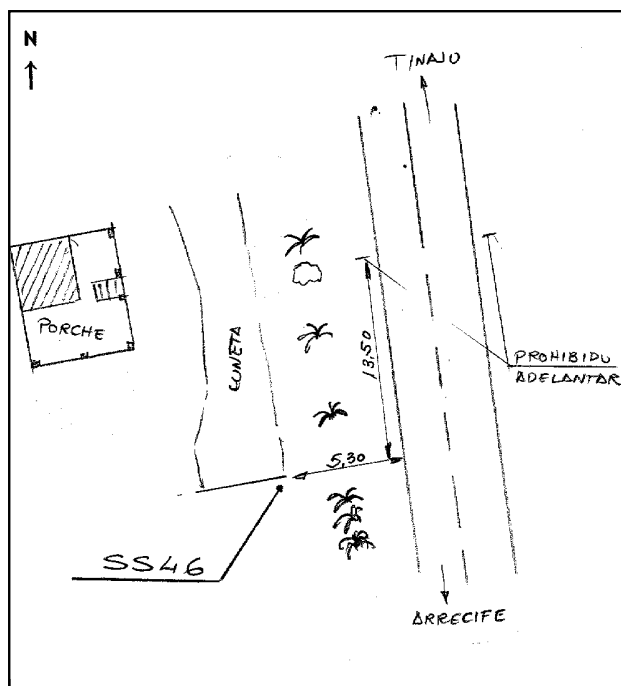 N
TINAJO
PORCHE
CUNETA
13,50
PROHIBIDO
ADELANTAR
5,30
SS46
ARRECIFE